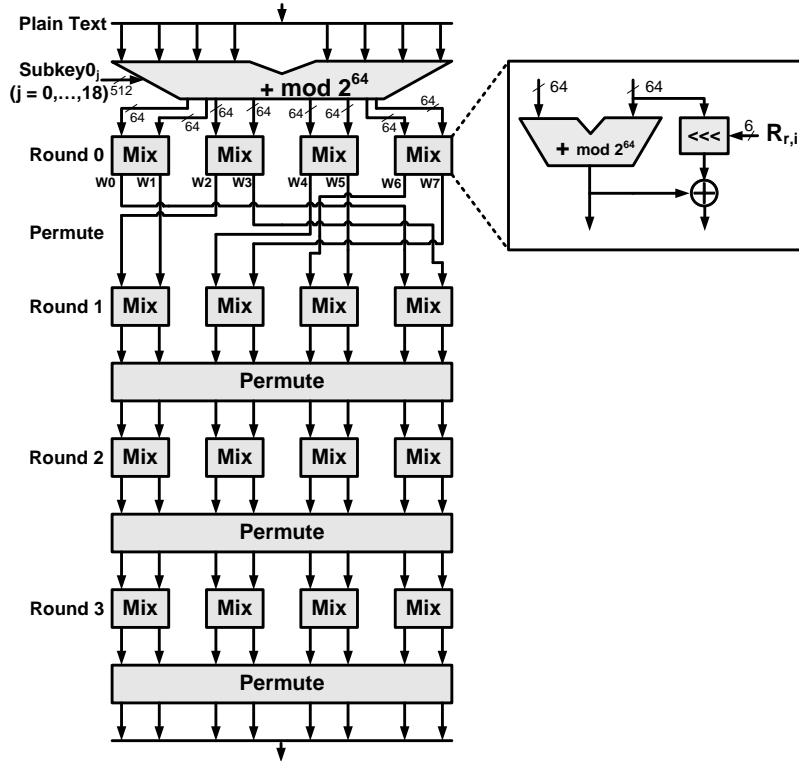 Plain Text
Subkey0j
(j = 0,…,18)
512
+ mod 2^64
64 64 64 64 64 64 64 64
Round 0
Mix Mix Mix Mix
W0 W1 W2 W3 W4 W5 W6 W7
Permute
Round 1
Mix Mix Mix Mix
Permute
Round 2
Mix Mix Mix Mix
Permute
Round 3
Mix Mix Mix Mix
Permute
64 64
+ mod 2^64
<<<
6
Rr,i